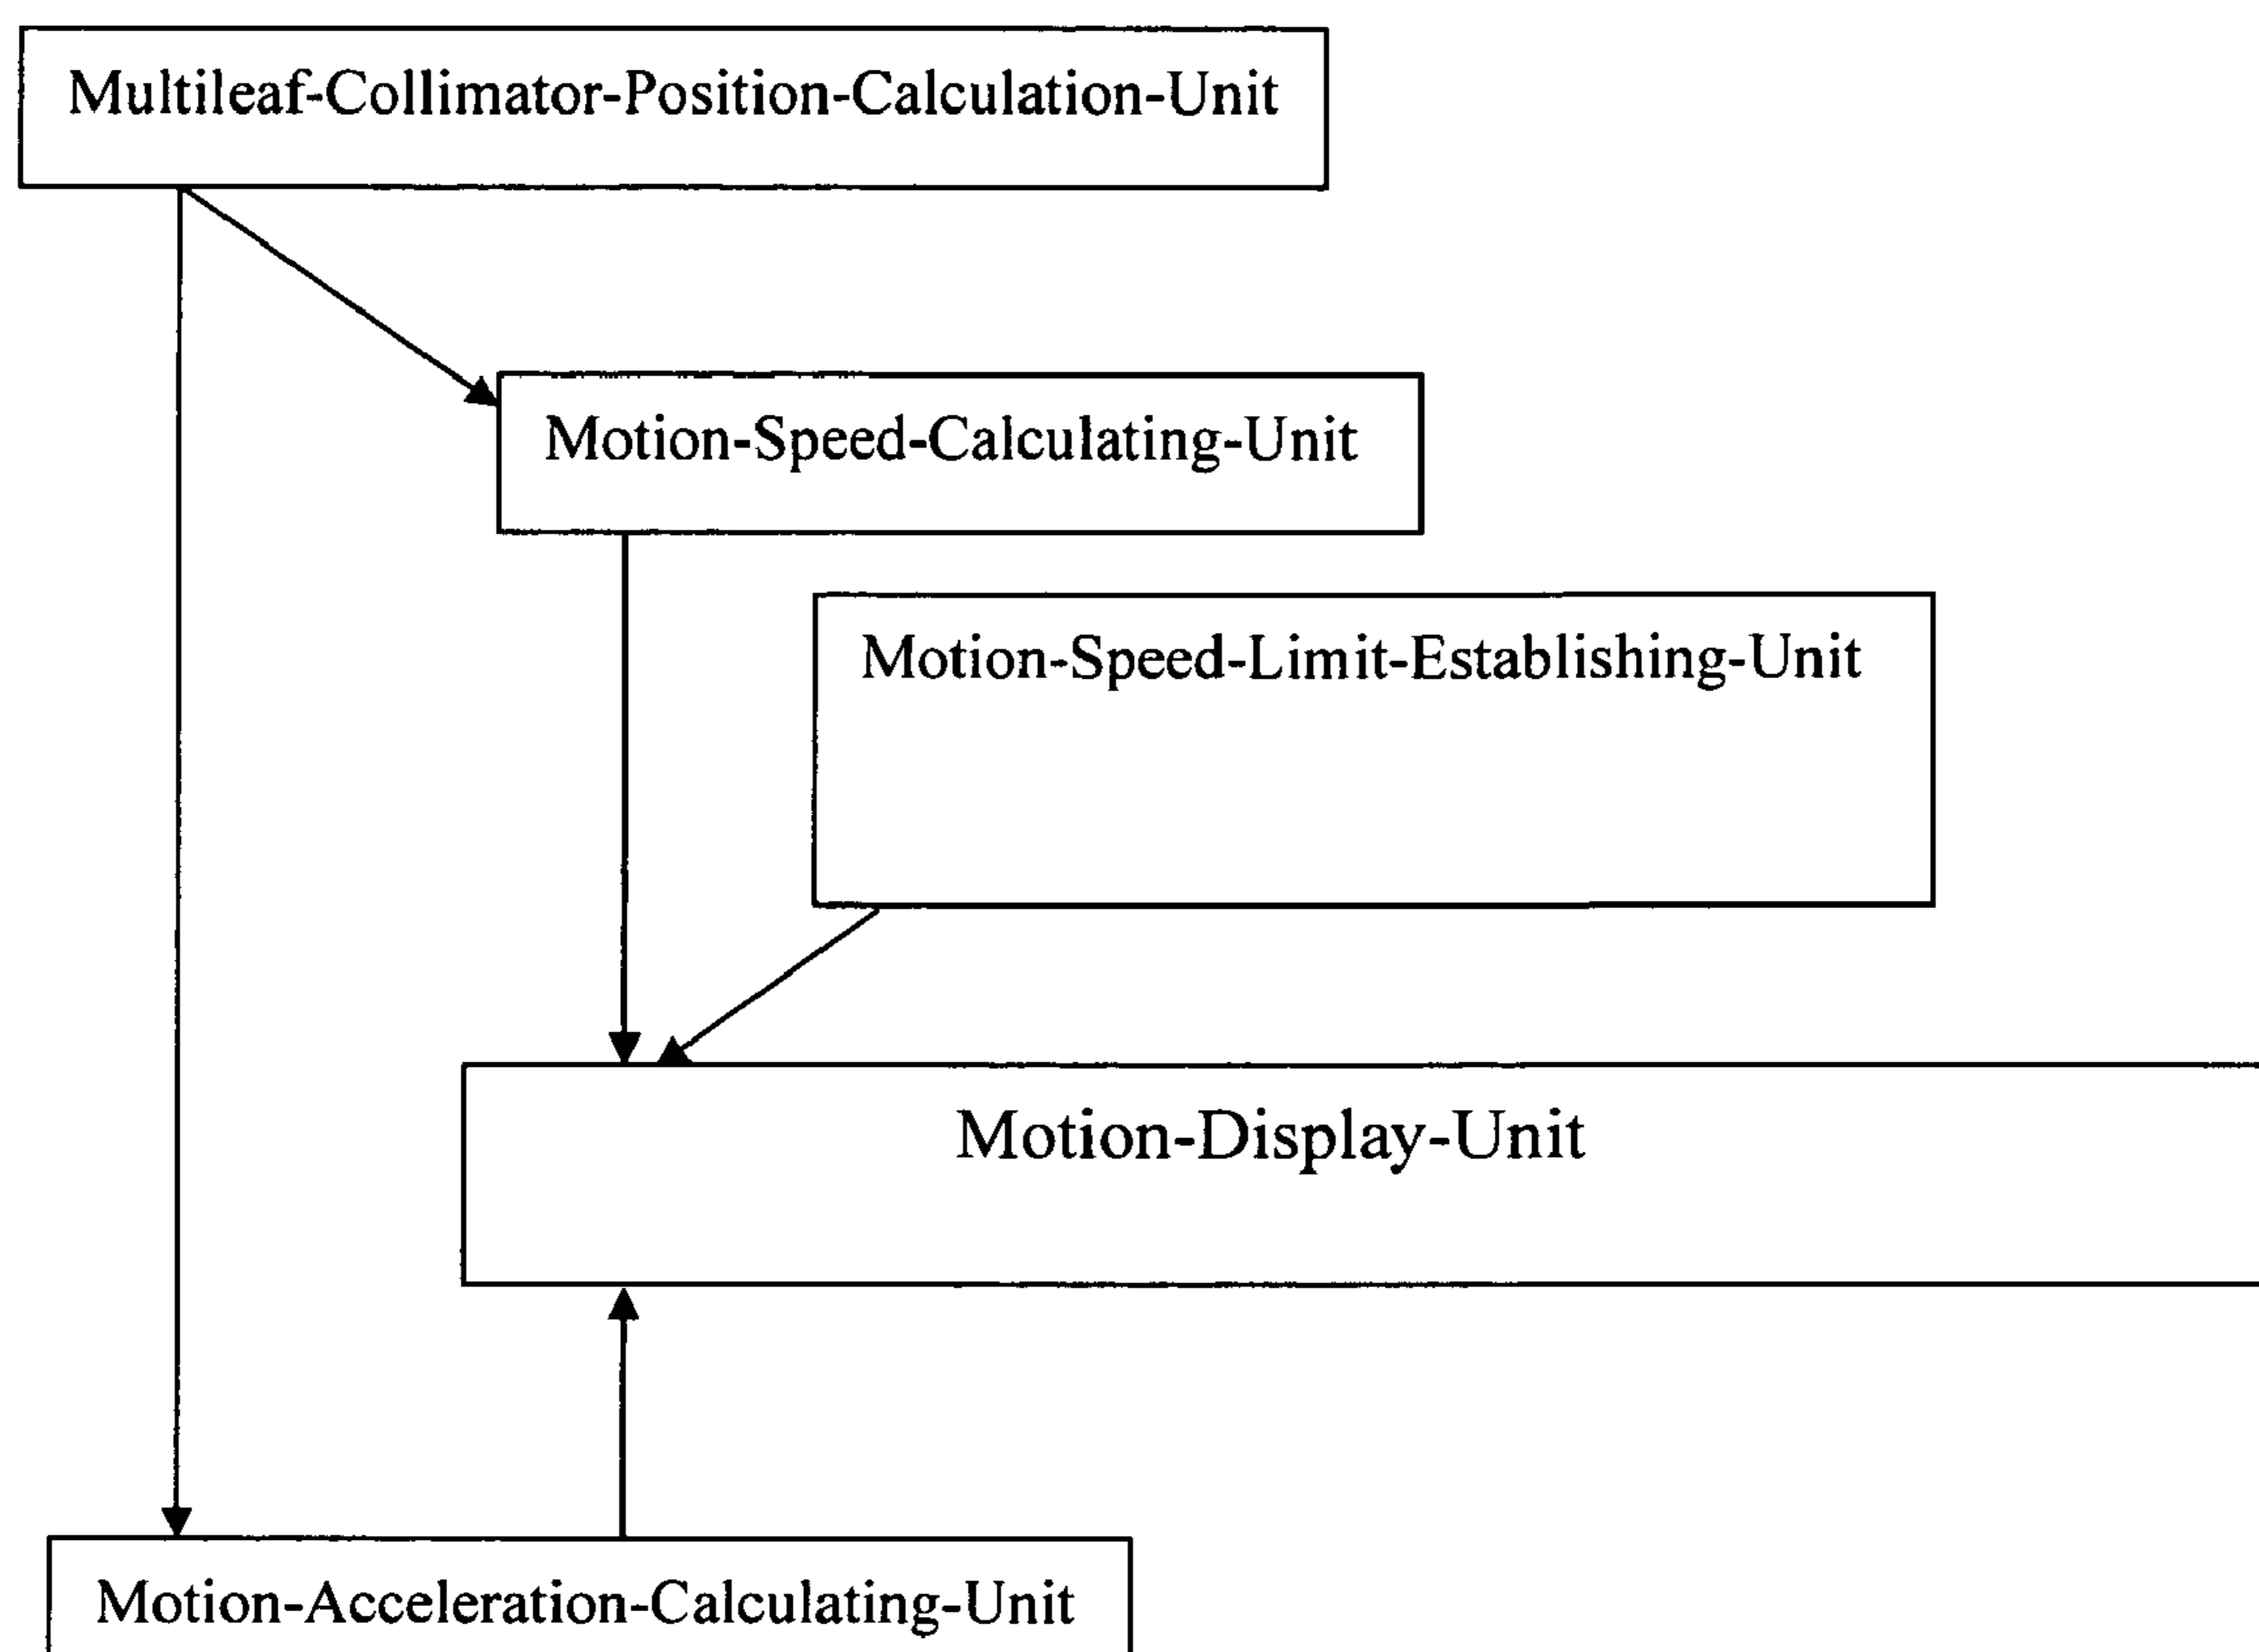 Multileaf-Collimator-Position-Calculation-Unit
Motion-Speed-Calculating-Unit
Motion-Speed-Limit-Establishing-Unit
Motion-Display-Unit
Motion-Acceleration-Calculating-Unit